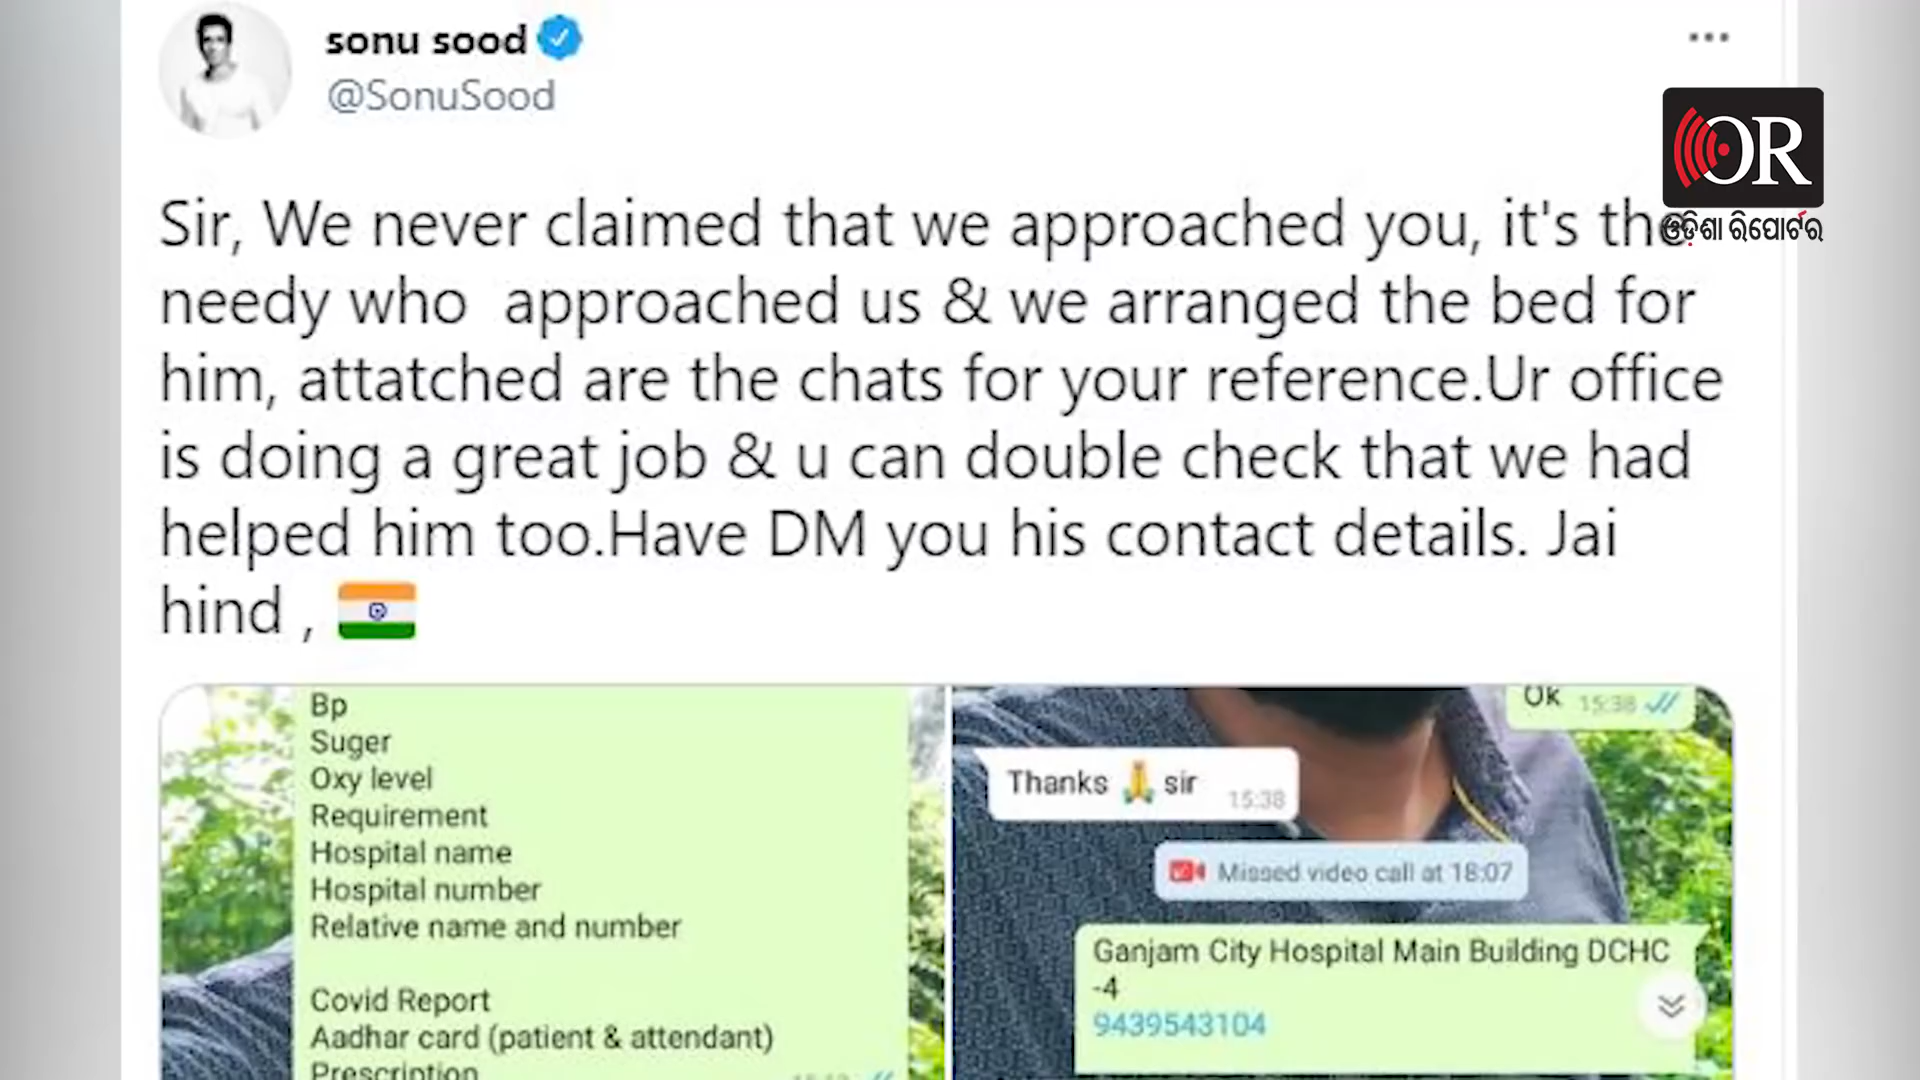 sonu sood
@SonuSood
OR
ଓଡ଼ିଶା ରିପୋର୍ଟର
Sir, We never claimed that we approached you, it's the
needy who approached us & we arranged the bed for
him, attatched are the chats for your reference.Ur office
is doing a great job & u can double check that we had
helped him too.Have DM you his contact details. Jai
hind , 🇮🇳
Bp
Suger
Oxy level
Requirement
Hospital name
Hospital number
Relative name and number
Covid Report
Aadhar card (patient & attendant)
Prescription
Ok 15:38
Thanks 🙏 sir 15:38
Missed video call at 18:07
Ganjam City Hospital Main Building DCHC
-4
9439543104